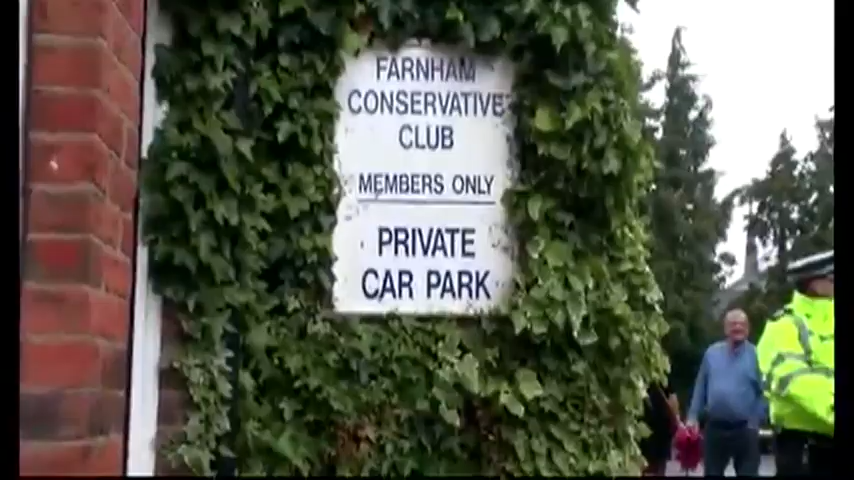 FARNHAM
CONSERVATIVE
CLUB
MEMBERS ONLY
PRIVATE
CAR PARK